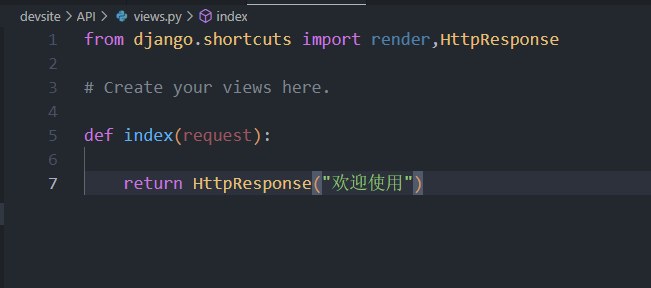 devsite > API > views.py > index
1 from django.shortcuts import render,HttpResponse
2
3 # Create your views here.
4
5 def index(request):
6
7     return HttpResponse("欢迎使用")